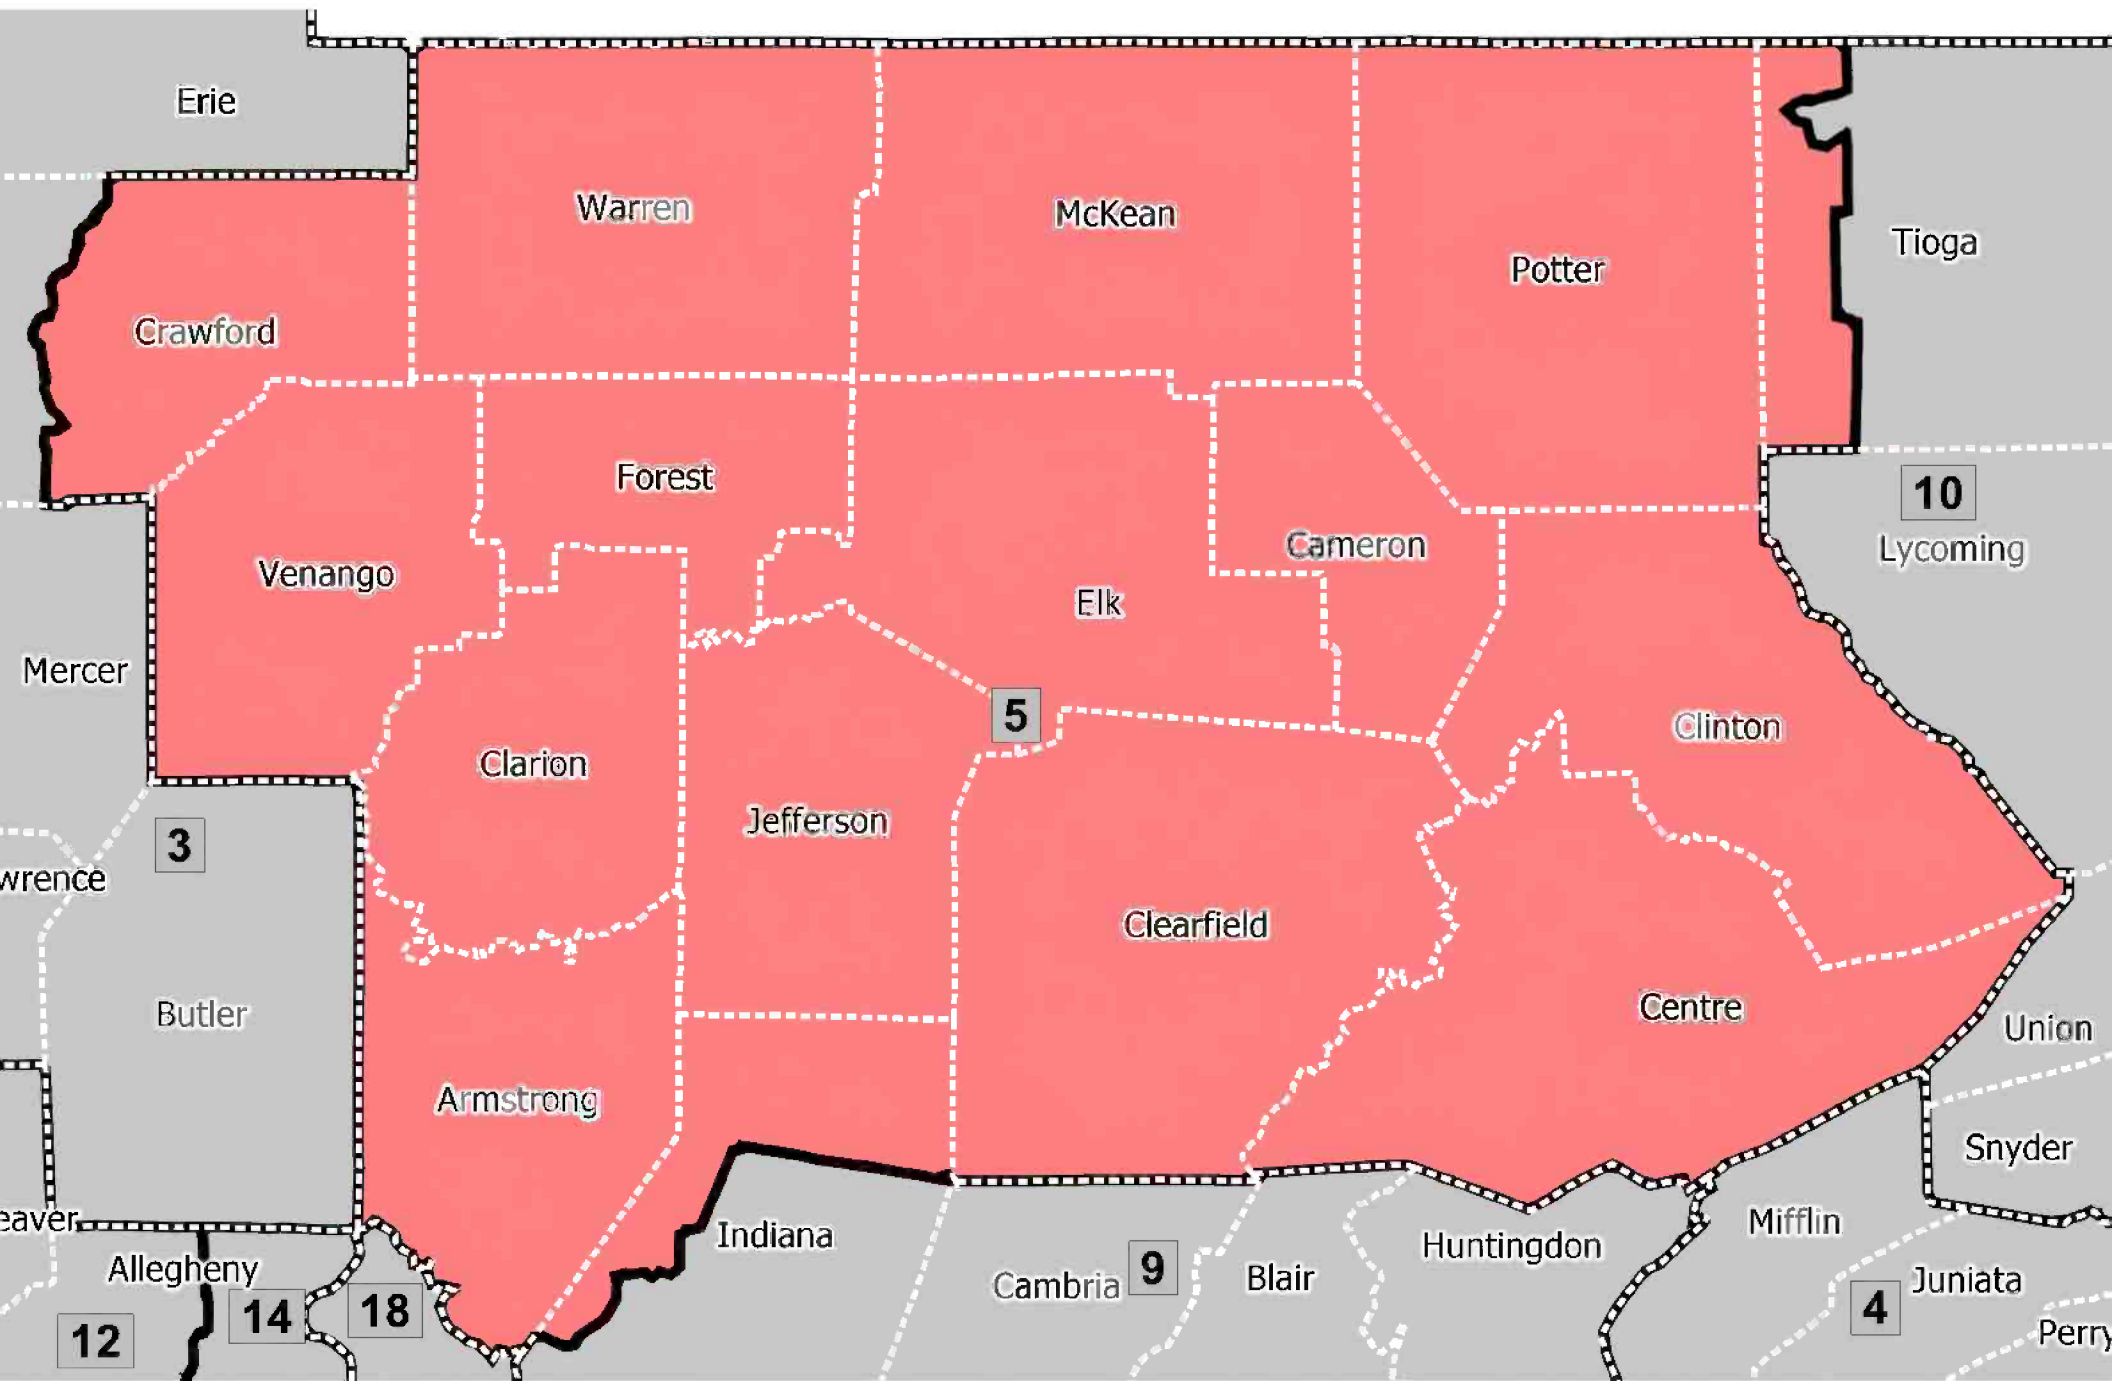 Erie
Warren
McKean
Tioga
Potter
Crawford
Forest
10
Cameron
Lycoming
Venango
Elk
Mercer
5
Clinton
Clarion
Jefferson
3
wrence
Clearfield
Centre
Butler
Union
Armstrong
Snyder
eaver
Indiana
Mifflin
Huntingdon
Allegheny
Cambria
9
Blair
Juniata
14
18
4
12
Perry